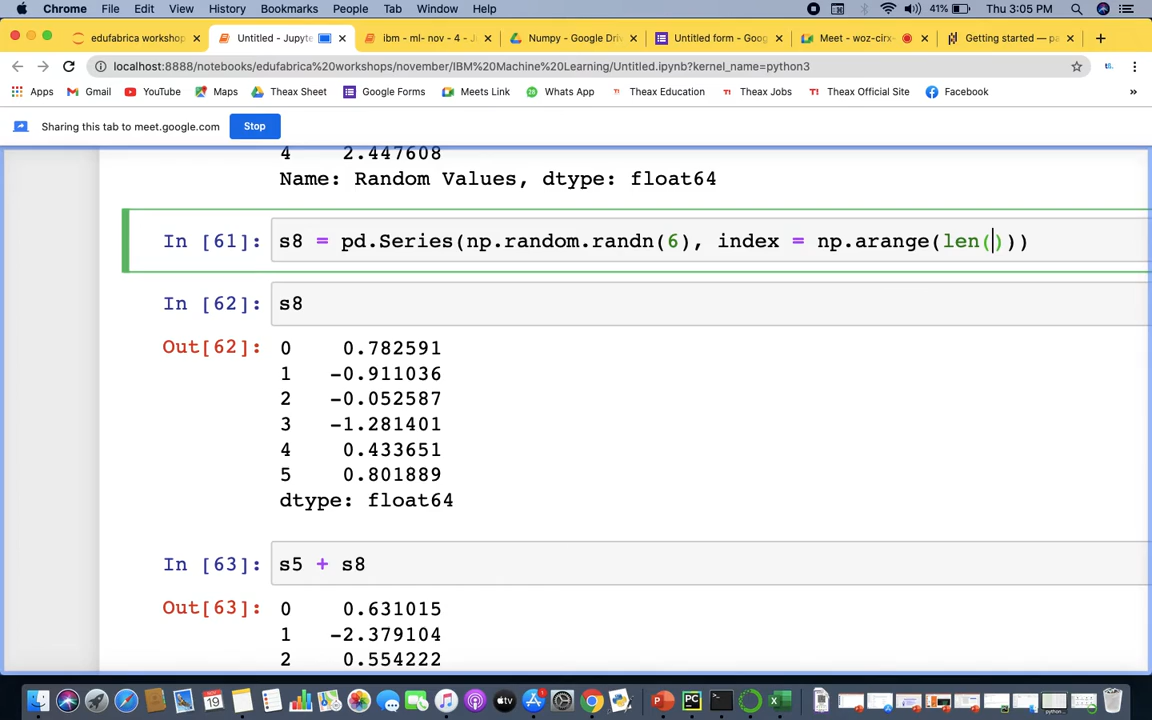 Chrome File Edit View History Bookmarks People Tab Window Help 41% Thu 3:05 PM
edufabrica workshop Untitled - Jupyte ibm - ml- nov - 4 - J Numpy - Google Dri Untitled form - Goog Meet - woz-cirx Getting started — pa
localhost:8888/notebooks/edufabrica%20workshops/november/IBM%20Machine%20Learning/Untitled.ipynb?kernel_name=python3
Apps Gmail YouTube Maps Theax Sheet Google Forms Meets Link Whats App Theax Education Theax Jobs Theax Official Site Facebook »
Sharing this tab to meet.google.com Stop
4 2.447608
Name: Random Values, dtype: float64
In [61]: s8 = pd.Series(np.random.randn(6), index = np.arange(len()))
In [62]: s8
Out[62]: 0 0.782591
1 -0.911036
2 -0.052587
3 -1.281401
4 0.433651
5 0.801889
dtype: float64
In [63]: s5 + s8
Out[63]: 0 0.631015
1 -2.379104
2 0.554222